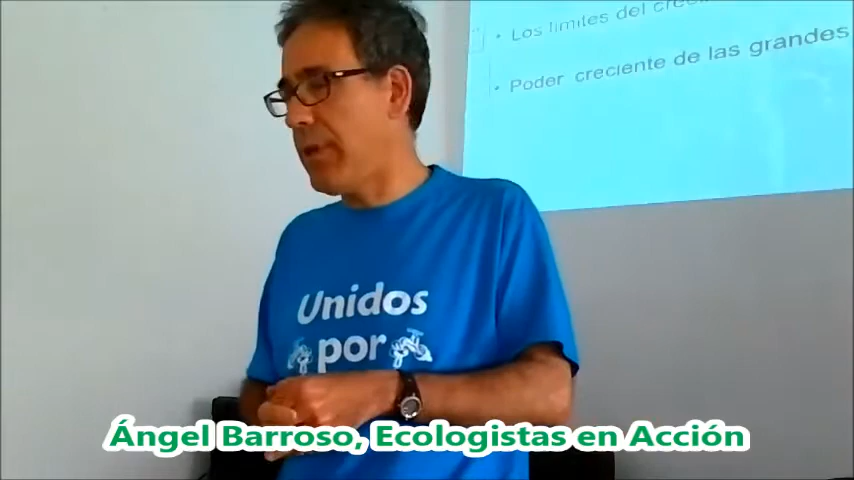 • Los límites del
• Poder creciente de las grandes
Unidos
por
Ángel Barroso, Ecologistas en Acción